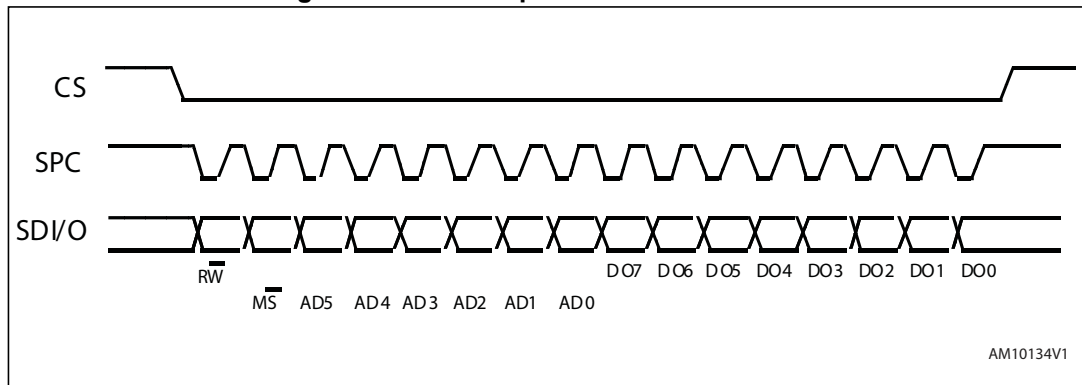 CS
SPC
SDI/O
RW
DO7 DO6 DO5 DO4 DO3 DO2 DO1 DO0
MS AD5 AD4 AD3 AD2 AD1 AD0
AM10134V1